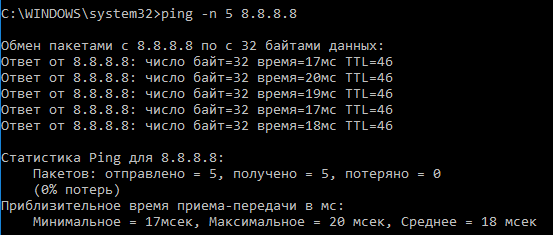 C:\WINDOWS\system32>ping -n 5 8.8.8.8
Обмен пакетами с 8.8.8.8 по с 32 байтами данных:
Ответ от 8.8.8.8: число байт=32 время=17мс TTL=46
Ответ от 8.8.8.8: число байт=32 время=20мс TTL=46
Ответ от 8.8.8.8: число байт=32 время=19мс TTL=46
Ответ от 8.8.8.8: число байт=32 время=17мс TTL=46
Ответ от 8.8.8.8: число байт=32 время=18мс TTL=46
Статистика Ping для 8.8.8.8:
Пакетов: отправлено = 5, получено = 5, потеряно = 0
(0% потерь)
Приблизительное время приема-передачи в мс:
Минимальное = 17мсек, Максимальное = 20 мсек, Среднее = 18 мсек